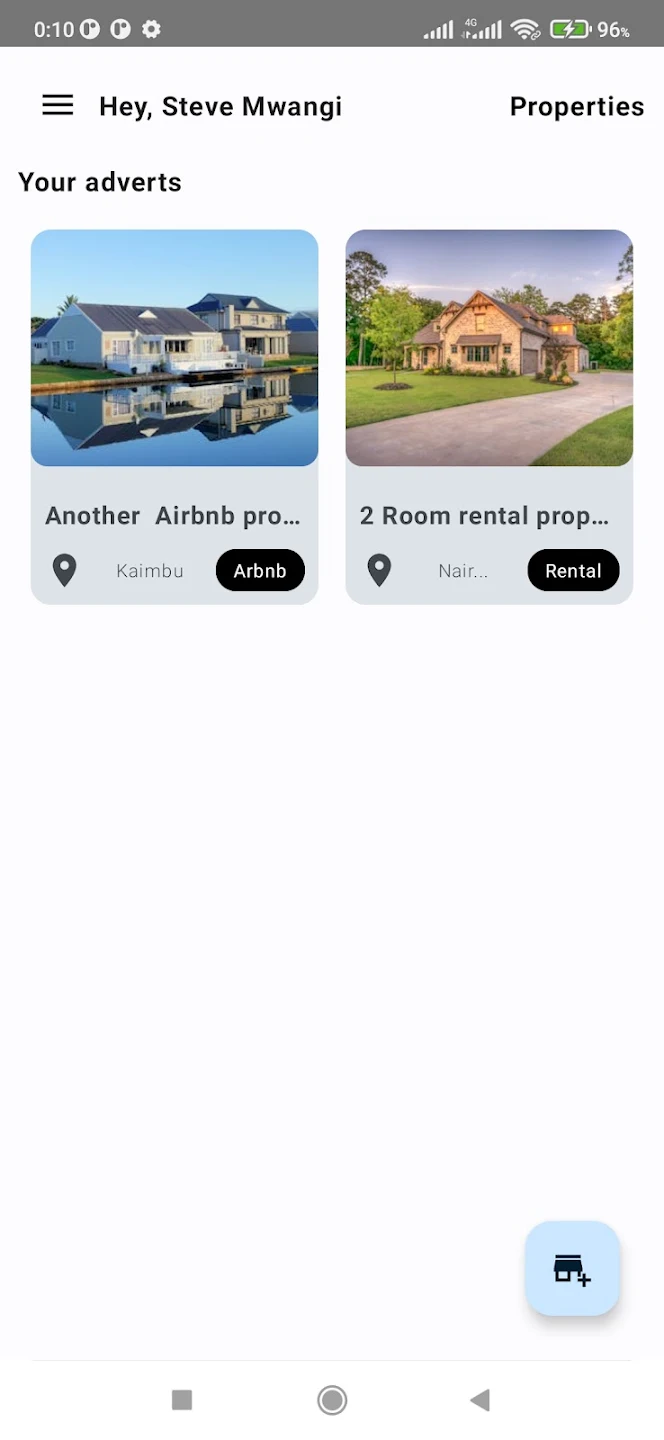 0:10 4G 96%
Hey, Steve Mwangi Properties
Your adverts
Another  Airbnb pro...
2 Room rental prop...
Kaimbu Arbnb
Nair... Rental